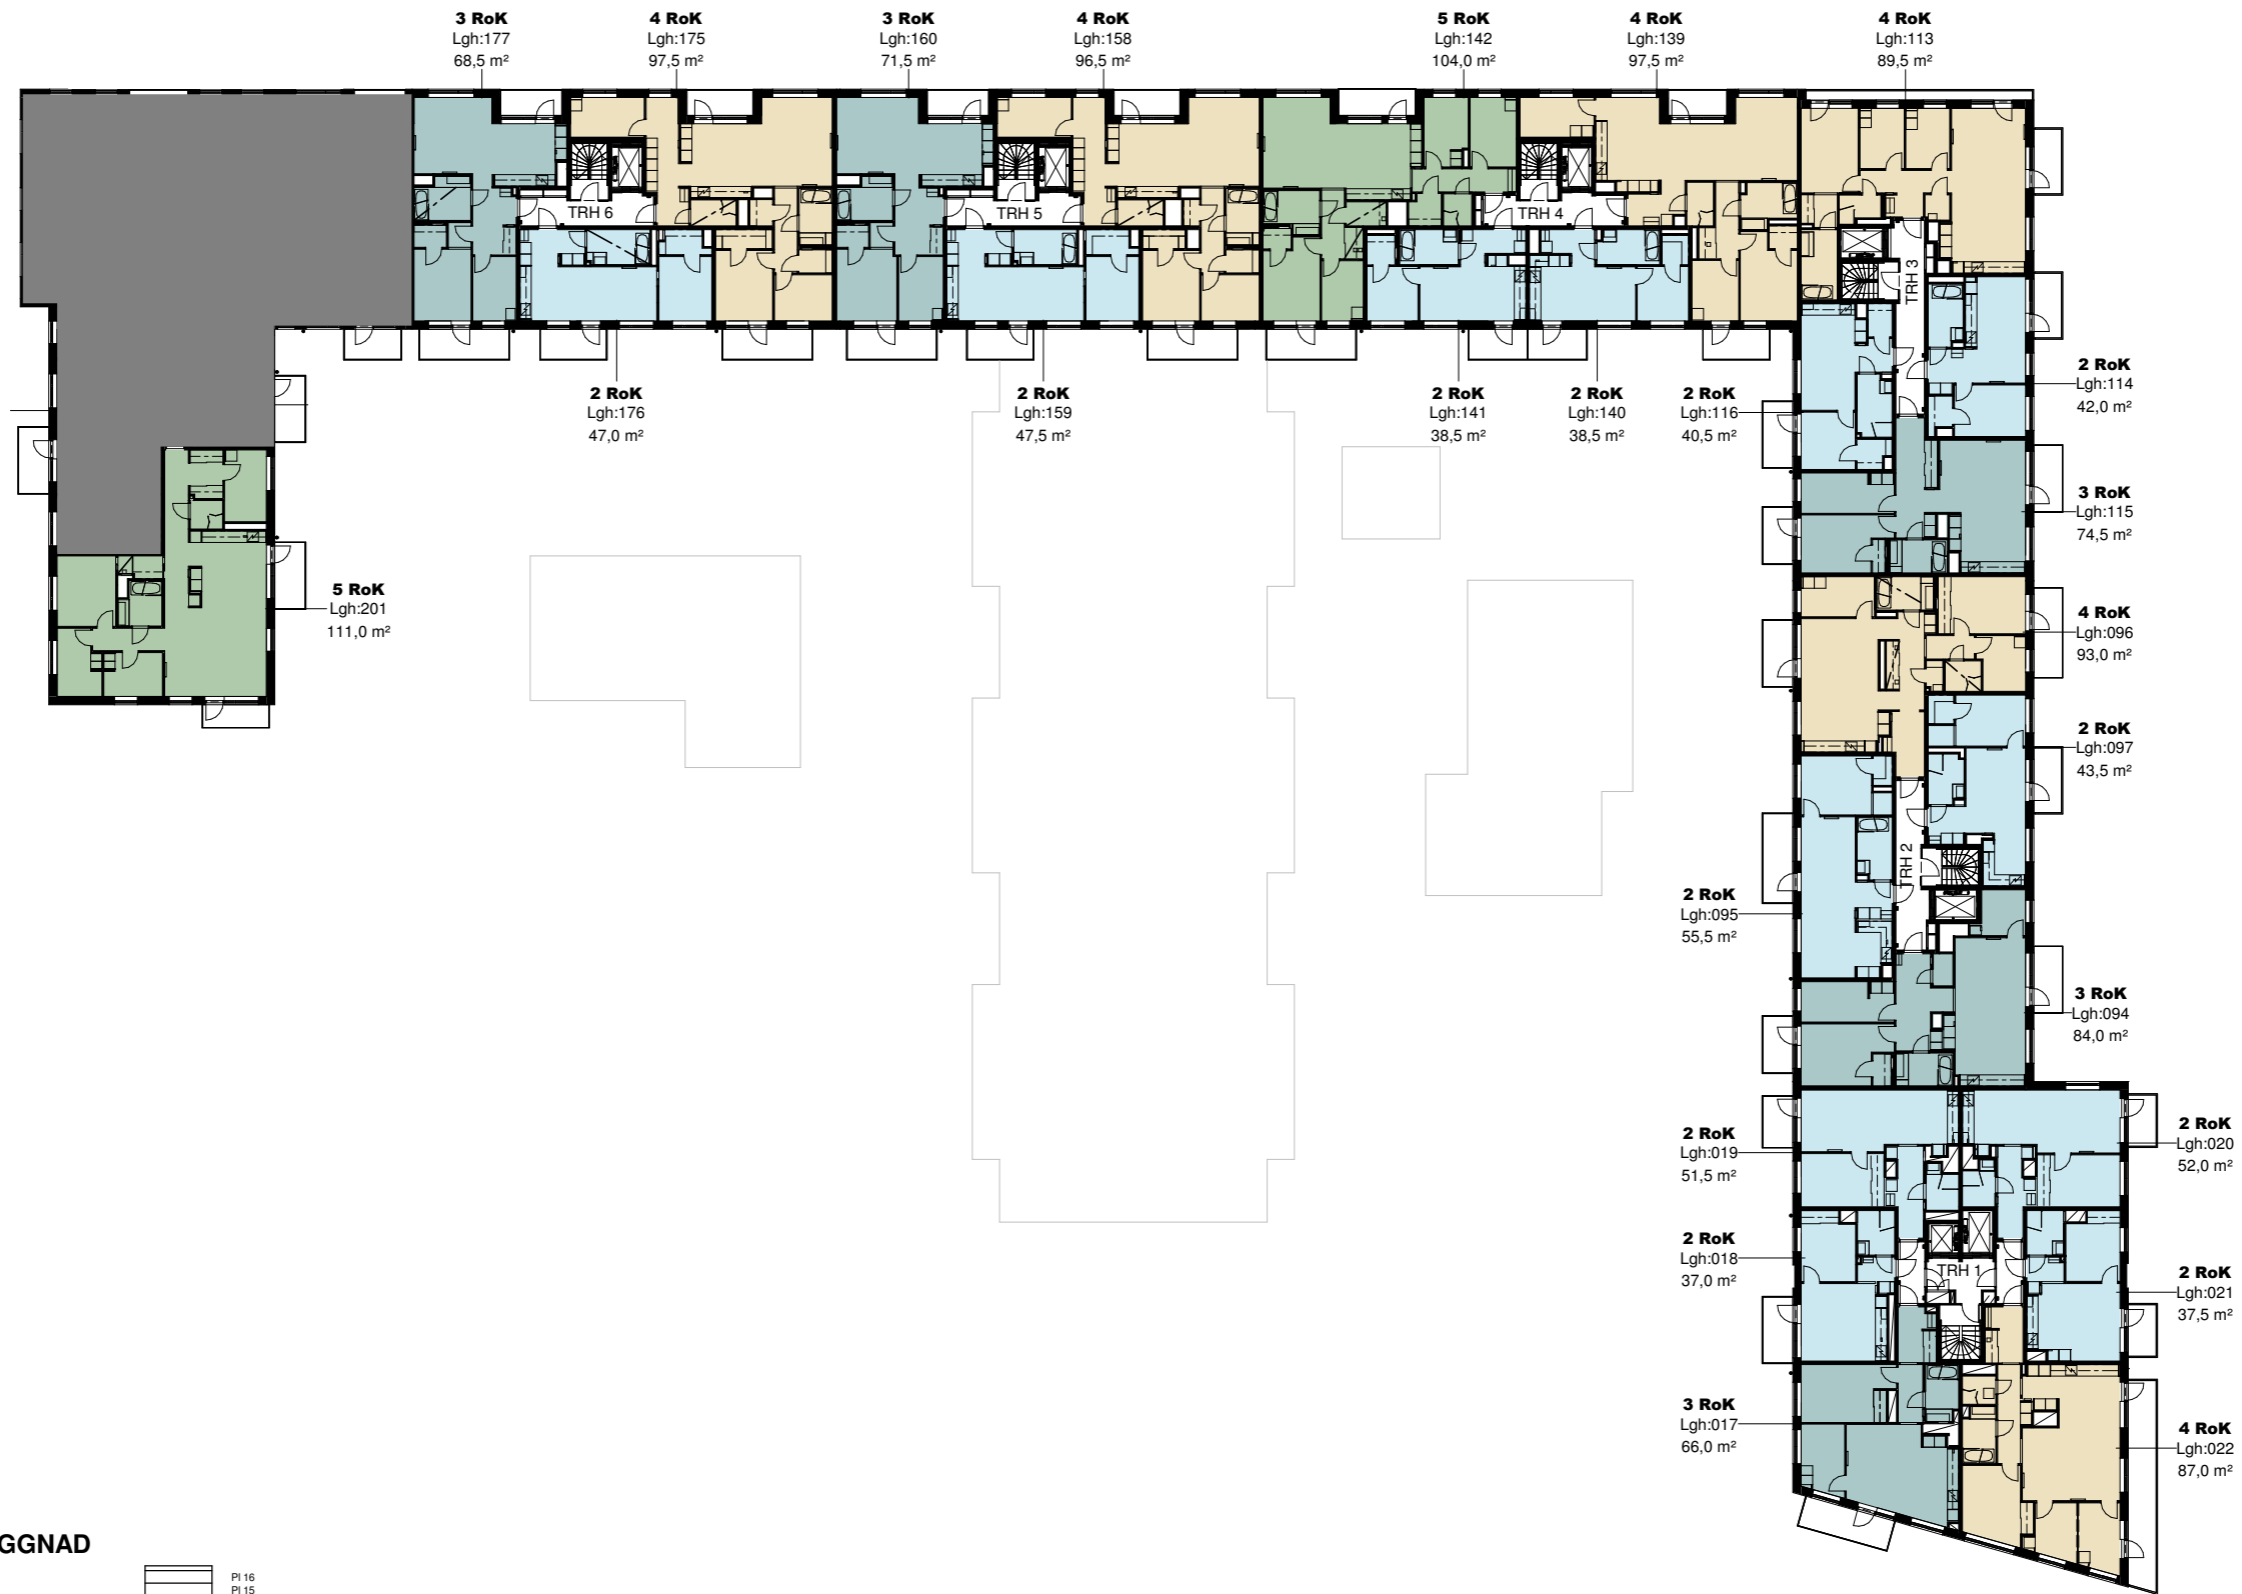 3 RoK
Lgh:177
68,5 m²
4 RoK
Lgh:175
97,5 m²
3 RoK
Lgh:160
71,5 m²
4 RoK
Lgh:158
96,5 m²
5 RoK
Lgh:142
104,0 m²
4 RoK
Lgh:139
97,5 m²
4 RoK
Lgh:113
89,5 m²
TRH 6
TRH 5
TRH 4
TRH 3
2 RoK
Lgh:176
47,0 m²
2 RoK
Lgh:159
47,5 m²
2 RoK
Lgh:141
38,5 m²
2 RoK
Lgh:140
38,5 m²
2 RoK
Lgh:116
40,5 m²
2 RoK
Lgh:114
42,0 m²
3 RoK
Lgh:115
74,5 m²
5 RoK
Lgh:201
111,0 m²
4 RoK
Lgh:096
93,0 m²
2 RoK
Lgh:097
43,5 m²
TRH 2
2 RoK
Lgh:095
55,5 m²
3 RoK
Lgh:094
84,0 m²
2 RoK
Lgh:019
51,5 m²
2 RoK
Lgh:020
52,0 m²
2 RoK
Lgh:018
37,0 m²
TRH 1
2 RoK
Lgh:021
37,5 m²
3 RoK
Lgh:017
66,0 m²
4 RoK
Lgh:022
87,0 m²
GGNAD
Pl 16
Pl 15